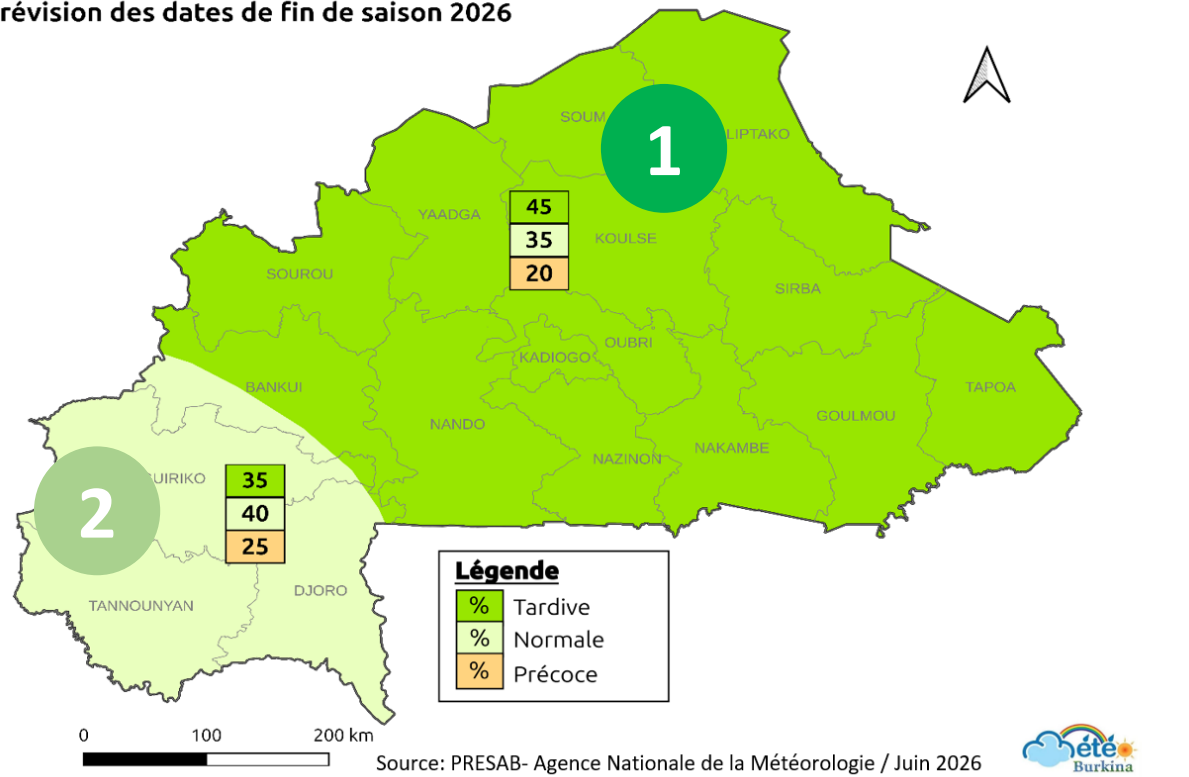 révision des dates de fin de saison 2026
SOUM
1
LIPTAKO
YAADGA
45
35
20
KOULSE
SOUROU
SIRBA
OUBRI
KADIOGO
BANKUI
TAPOA
NANDO
GOULMOU
NAKAMBE
NAZINON
UIRIKO
35
40
25
2
DJORO
TANNOUNYAN
Légende
% Tardive
% Normale
% Précoce
0 100 200 km
Source: PRESAB- Agence Nationale de la Météorologie / Juin 2026
été
Burkina